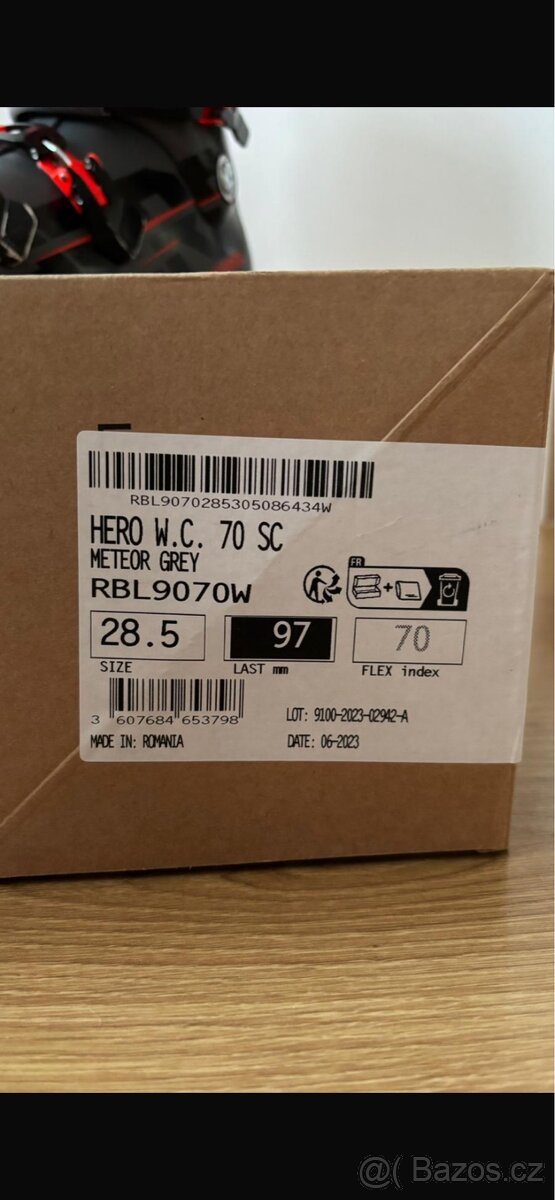 RBL9070285305086434W
HERO W.C. 70 SC
METEOR GREY
RBL9070W
FR
28.5
97
70
SIZE
LAST mm
FLEX index
3 607684 653798
LOT: 9100-2023-02942-A
MADE IN: ROMANIA
DATE: 06-2023
@( Bazos.cz